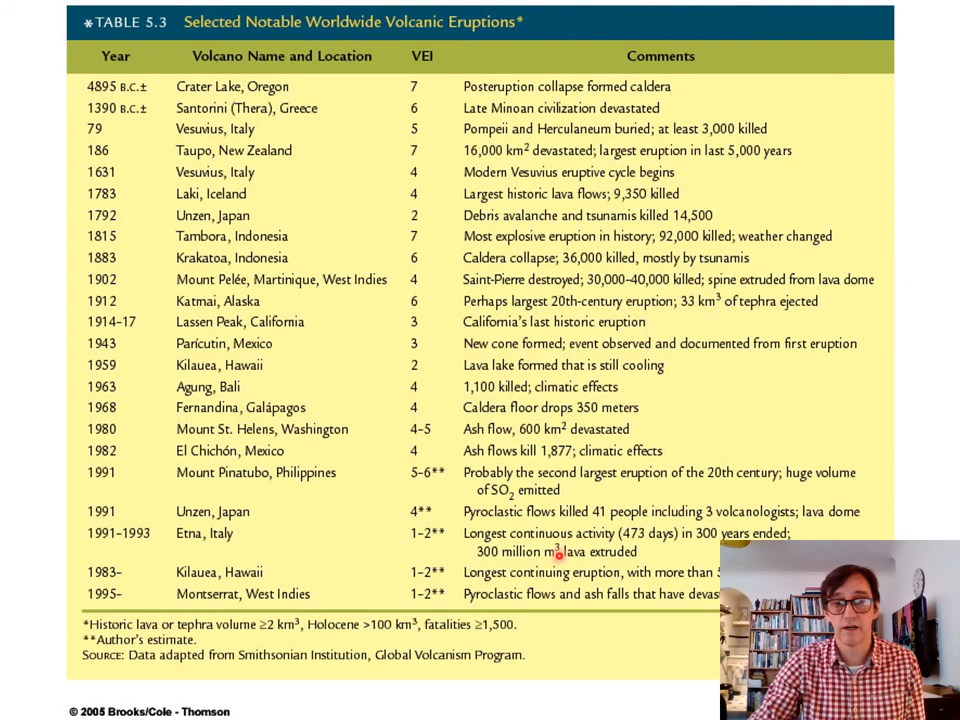 *TABLE 5.3 Selected Notable Worldwide Volcanic Eruptions*
Year Volcano Name and Location VEI Comments
4895 B.C.± Crater Lake, Oregon 7 Posteruption collapse formed caldera
1390 B.C.± Santorini (Thera), Greece 6 Late Minoan civilization devastated
79 Vesuvius, Italy 5 Pompeii and Herculaneum buried; at least 3,000 killed
186 Taupo, New Zealand 7 16,000 km² devastated; largest eruption in last 5,000 years
1631 Vesuvius, Italy 4 Modern Vesuvius eruptive cycle begins
1783 Laki, Iceland 4 Largest historic lava flows; 9,350 killed
1792 Unzen, Japan 2 Debris avalanche and tsunamis killed 14,500
1815 Tambora, Indonesia 7 Most explosive eruption in history; 92,000 killed; weather changed
1883 Krakatoa, Indonesia 6 Caldera collapse; 36,000 killed, mostly by tsunamis
1902 Mount Pelée, Martinique, West Indies 4 Saint-Pierre destroyed; 30,000–40,000 killed; spine extruded from lava dome
1912 Katmai, Alaska 6 Perhaps largest 20th-century eruption; 33 km³ of tephra ejected
1914–17 Lassen Peak, California 3 California's last historic eruption
1943 Parícutin, Mexico 3 New cone formed; event observed and documented from first eruption
1959 Kilauea, Hawaii 2 Lava lake formed that is still cooling
1963 Agung, Bali 4 1,100 killed; climatic effects
1968 Fernandina, Galápagos 4 Caldera floor drops 350 meters
1980 Mount St. Helens, Washington 4–5 Ash flow, 600 km² devastated
1982 El Chichón, Mexico 4 Ash flows kill 1,877; climatic effects
1991 Mount Pinatubo, Philippines 5–6** Probably the second largest eruption of the 20th century; huge volume
of SO₂ emitted
1991 Unzen, Japan 4** Pyroclastic flows killed 41 people including 3 volcanologists; lava dome
1991–1993 Etna, Italy 1–2** Longest continuous activity (473 days) in 300 years ended;
300 million m³ lava extruded
1983– Kilauea, Hawaii 1–2** Longest continuing eruption, with more than
1995– Montserrat, West Indies 1–2** Pyroclastic flows and ash falls that have
*Historic lava or tephra volume ≥2 km³, Holocene >100 km³, fatalities ≥1,500.
**Author's estimate.
SOURCE: Data adapted from Smithsonian Institution, Global Volcanism Program.
© 2005 Brooks/Cole - Thomson